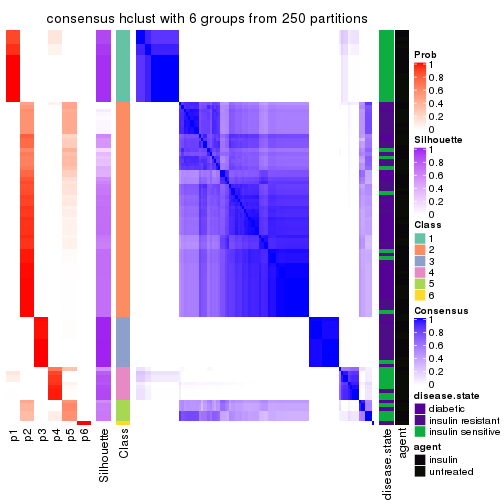 consensus hclust with 6 groups from 250 partitions
Prob
1
0.8
0.6
0.4
0.2
0
Silhouette
1
0.8
0.6
0.4
0.2
0
Class
1
2
3
4
5
6
Consensus
1
0.8
0.6
0.4
0.2
0
disease.state
diabetic
insulin resistant
insulin sensitive
agent
insulin
untreated
p1
p2
p3
p4
p5
p6
Silhouette
Class
disease.state
agent